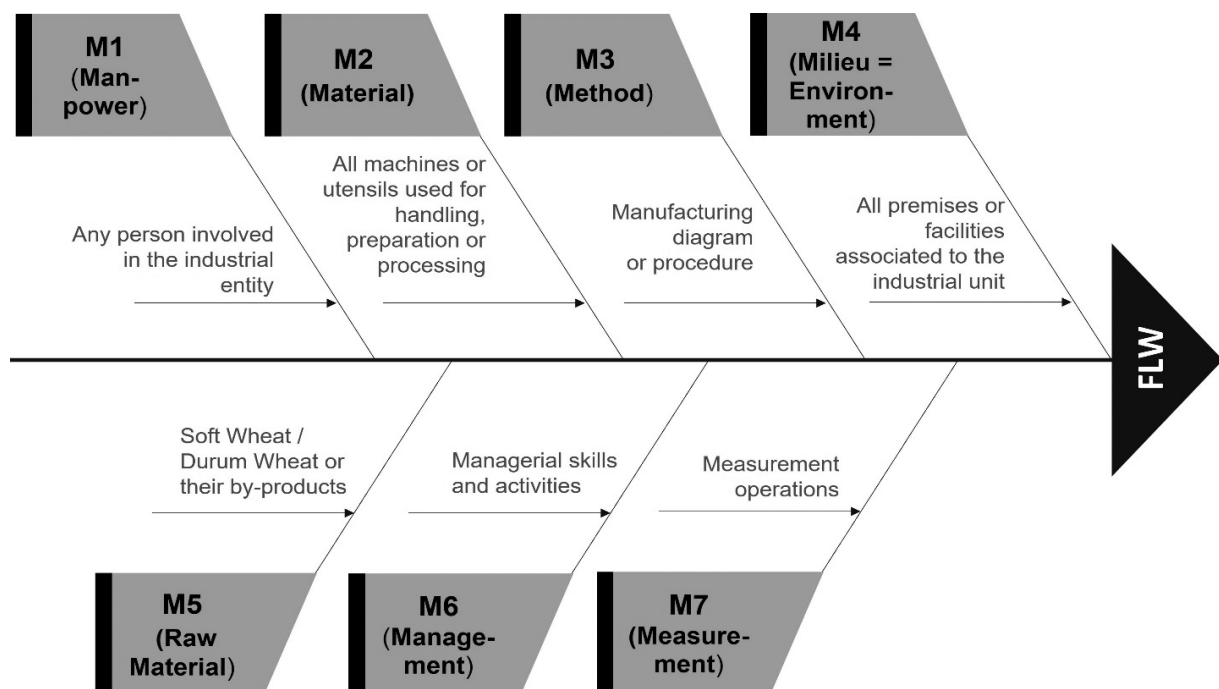 M1
(Man-
power)
M2
(Material)
M3
(Method)
M4
(Milieu =
Environ-
ment)
Any person involved
in the industrial
entity
All machines or
utensils used for
handling,
preparation or
processing
Manufacturing
diagram
or procedure
All premises or
facilities
associated to the
industrial unit
FLW
Soft Wheat /
Durum Wheat or
their by-products
Managerial skills
and activities
Measurement
operations
M5
(Raw
Material)
M6
(Manage-
ment)
M7
(Measure-
ment)